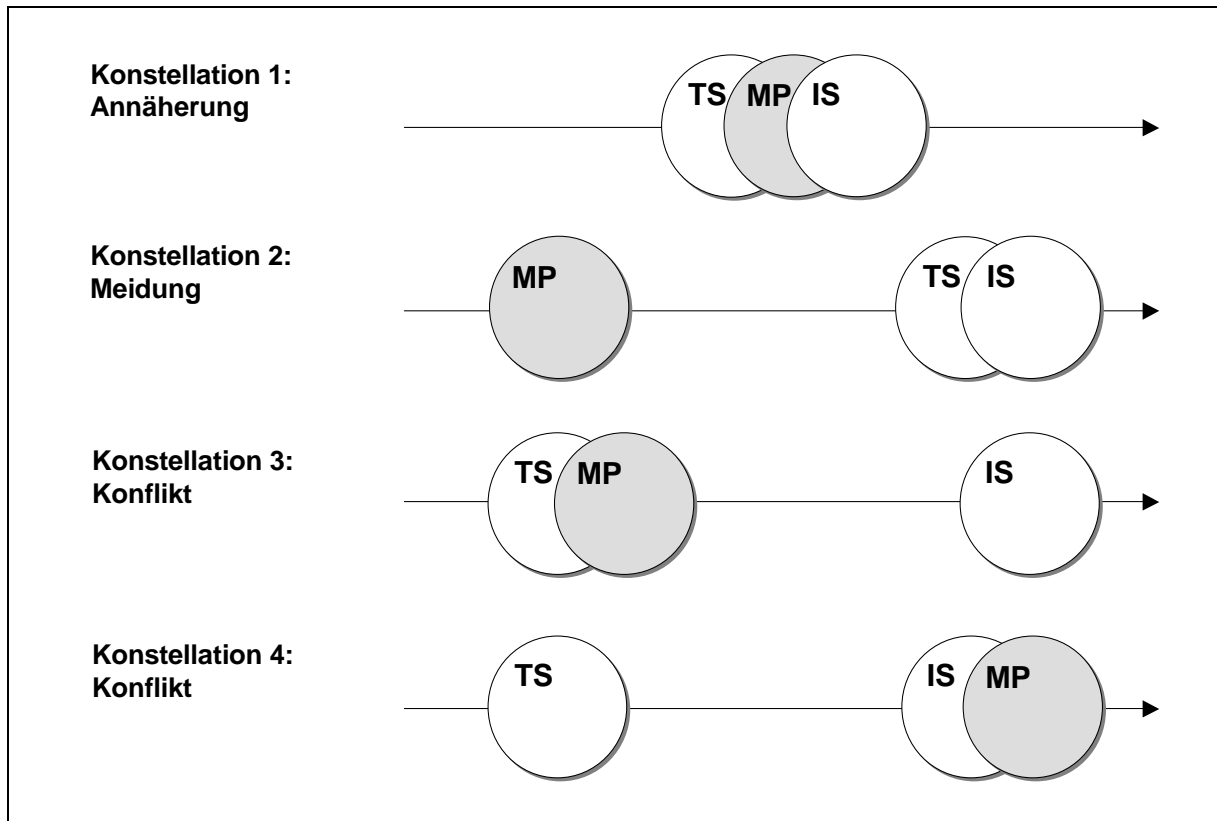 Konstellation 1:
Annäherung
TS MP IS
Konstellation 2:
Meidung
MP TS IS
Konstellation 3:
Konflikt
TS MP IS
Konstellation 4:
Konflikt
TS IS MP